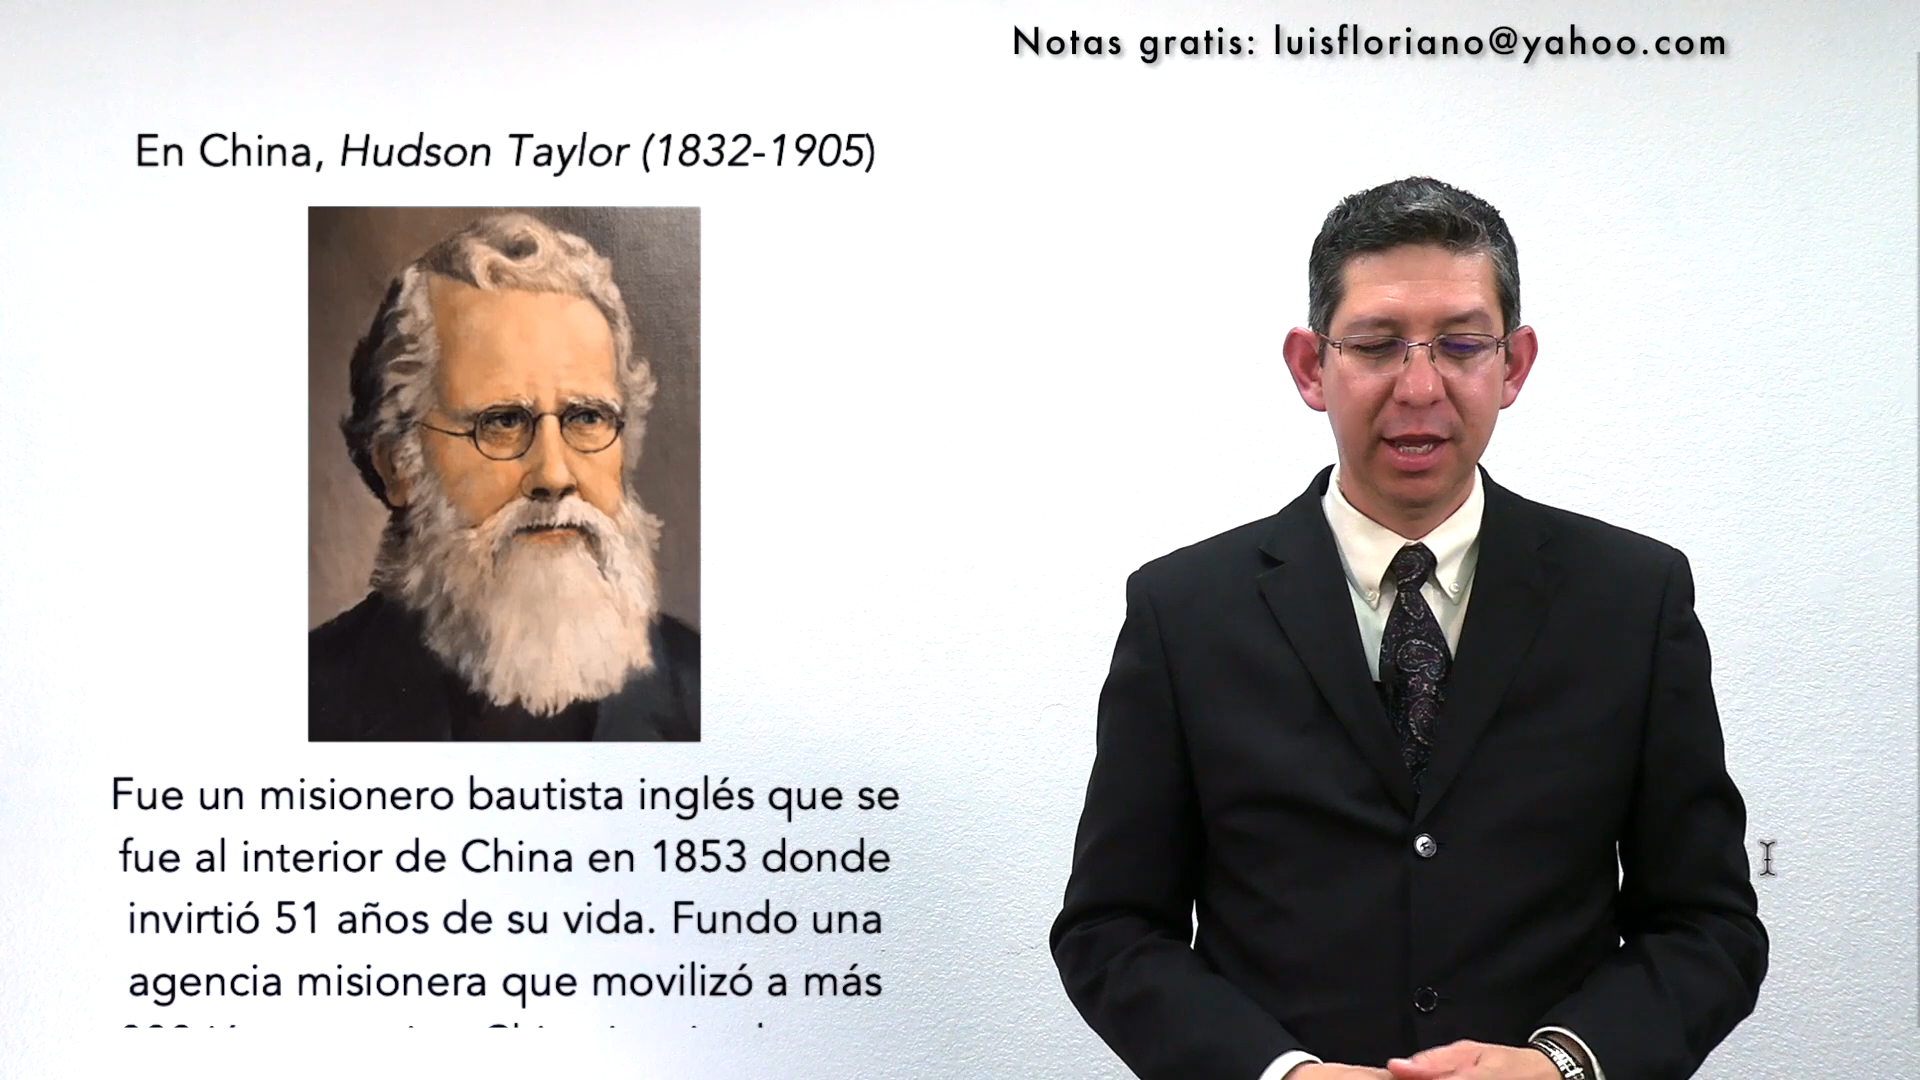 Notas gratis: luisfloriano@yahoo.com
En China, Hudson Taylor (1832-1905)
Fue un misionero bautista inglés que se
fue al interior de China en 1853 donde
invirtió 51 años de su vida. Fundo una
agencia misionera que movilizó a más